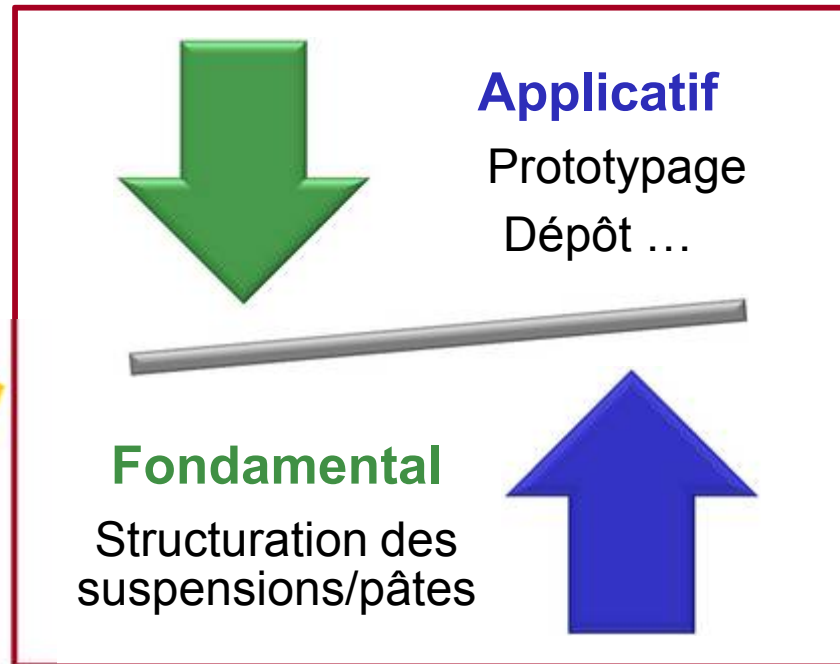 Applicatif
Prototypage
Dépôt …
Fondamental
Structuration des
suspensions/pâtes